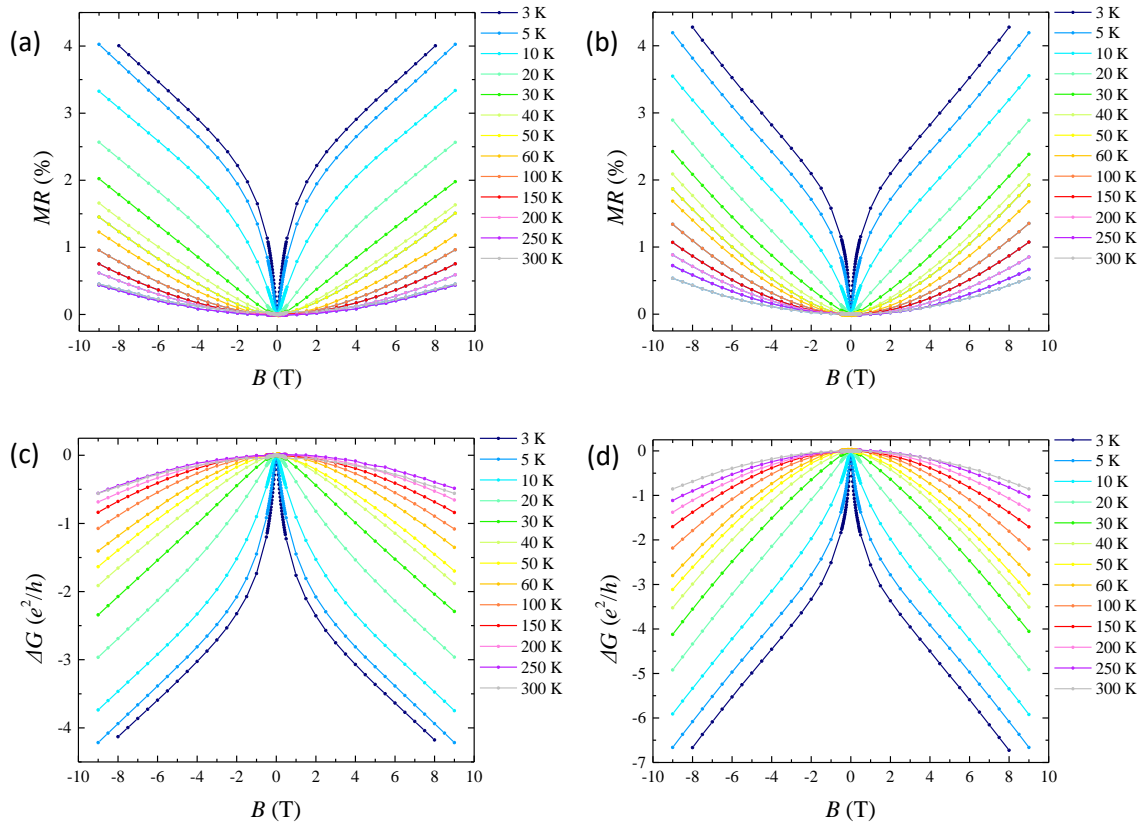 (a)
MR (%)
4
3
2
1
0
-10 -8 -6 -4 -2 0 2 4 6 8 10
B (T)
3 K
5 K
10 K
20 K
30 K
40 K
50 K
60 K
100 K
150 K
200 K
250 K
300 K
(b)
MR (%)
4
3
2
1
0
-10 -8 -6 -4 -2 0 2 4 6 8 10
B (T)
3 K
5 K
10 K
20 K
30 K
40 K
50 K
60 K
100 K
150 K
200 K
250 K
300 K
(c)
ΔG (e²/h)
0
-1
-2
-3
-4
-10 -8 -6 -4 -2 0 2 4 6 8 10
B (T)
3 K
5 K
10 K
20 K
30 K
40 K
50 K
60 K
100 K
150 K
200 K
250 K
300 K
(d)
ΔG (e²/h)
0
-1
-2
-3
-4
-5
-6
-7
-10 -8 -6 -4 -2 0 2 4 6 8 10
B (T)
3 K
5 K
10 K
20 K
30 K
40 K
50 K
60 K
100 K
150 K
200 K
250 K
300 K